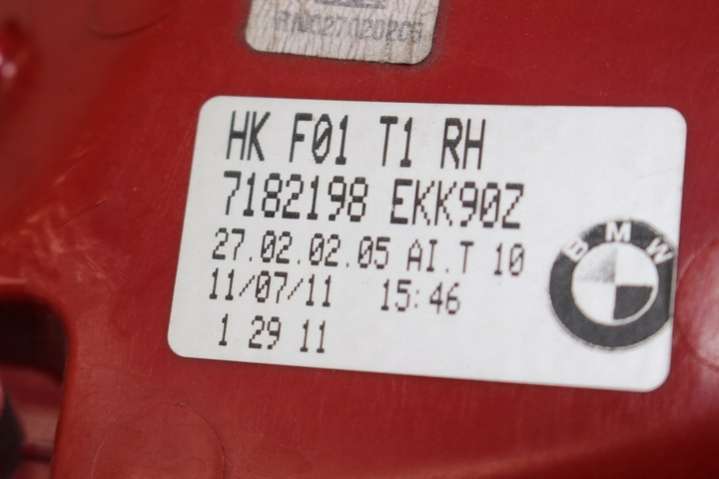 HK F01 T1 RH
7182198 EKK90Z
27.02.02.05 AI.T 10
11/07/11 15:46
1 29 11
BMW